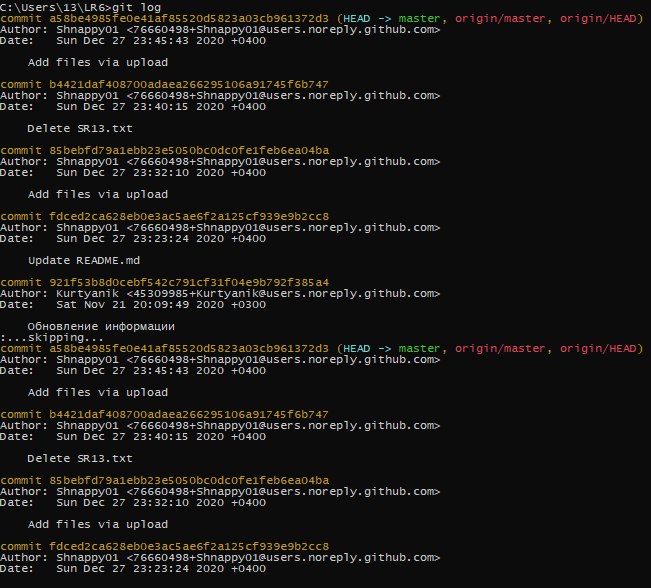 C:\Users\13\LR6>git log
commit a58be4985fe0e41af85520d5823a03cb961372d3 (HEAD -> master, origin/master, origin/HEAD)
Author: Shnappy01 <76660498+Shnappy01@users.noreply.github.com>
Date:   Sun Dec 27 23:45:43 2020 +0400
    Add files via upload
commit b4421daf408700adaea266295106a91745f6b747
Author: Shnappy01 <76660498+Shnappy01@users.noreply.github.com>
Date:   Sun Dec 27 23:40:15 2020 +0400
    Delete SR13.txt
commit 85bebfd79a1ebb23e5050bc0dc0fe1feb6ea04ba
Author: Shnappy01 <76660498+Shnappy01@users.noreply.github.com>
Date:   Sun Dec 27 23:32:10 2020 +0400
    Add files via upload
commit fdced2ca628eb0e3ac5ae6f2a125cf939e9b2cc8
Author: Shnappy01 <76660498+Shnappy01@users.noreply.github.com>
Date:   Sun Dec 27 23:23:24 2020 +0400
    Update README.md
commit 921f53b8d0cebf542c791cf31f04e9b792f385a4
Author: Kurtyanik <45309985+Kurtyanik@users.noreply.github.com>
Date:   Sat Nov 21 20:09:49 2020 +0300
    Обновление информации
:...skipping...
commit a58be4985fe0e41af85520d5823a03cb961372d3 (HEAD -> master, origin/master, origin/HEAD)
Author: Shnappy01 <76660498+Shnappy01@users.noreply.github.com>
Date:   Sun Dec 27 23:45:43 2020 +0400
    Add files via upload
commit b4421daf408700adaea266295106a91745f6b747
Author: Shnappy01 <76660498+Shnappy01@users.noreply.github.com>
Date:   Sun Dec 27 23:40:15 2020 +0400
    Delete SR13.txt
commit 85bebfd79a1ebb23e5050bc0dc0fe1feb6ea04ba
Author: Shnappy01 <76660498+Shnappy01@users.noreply.github.com>
Date:   Sun Dec 27 23:32:10 2020 +0400
    Add files via upload
commit fdced2ca628eb0e3ac5ae6f2a125cf939e9b2cc8
Author: Shnappy01 <76660498+Shnappy01@users.noreply.github.com>
Date:   Sun Dec 27 23:23:24 2020 +0400